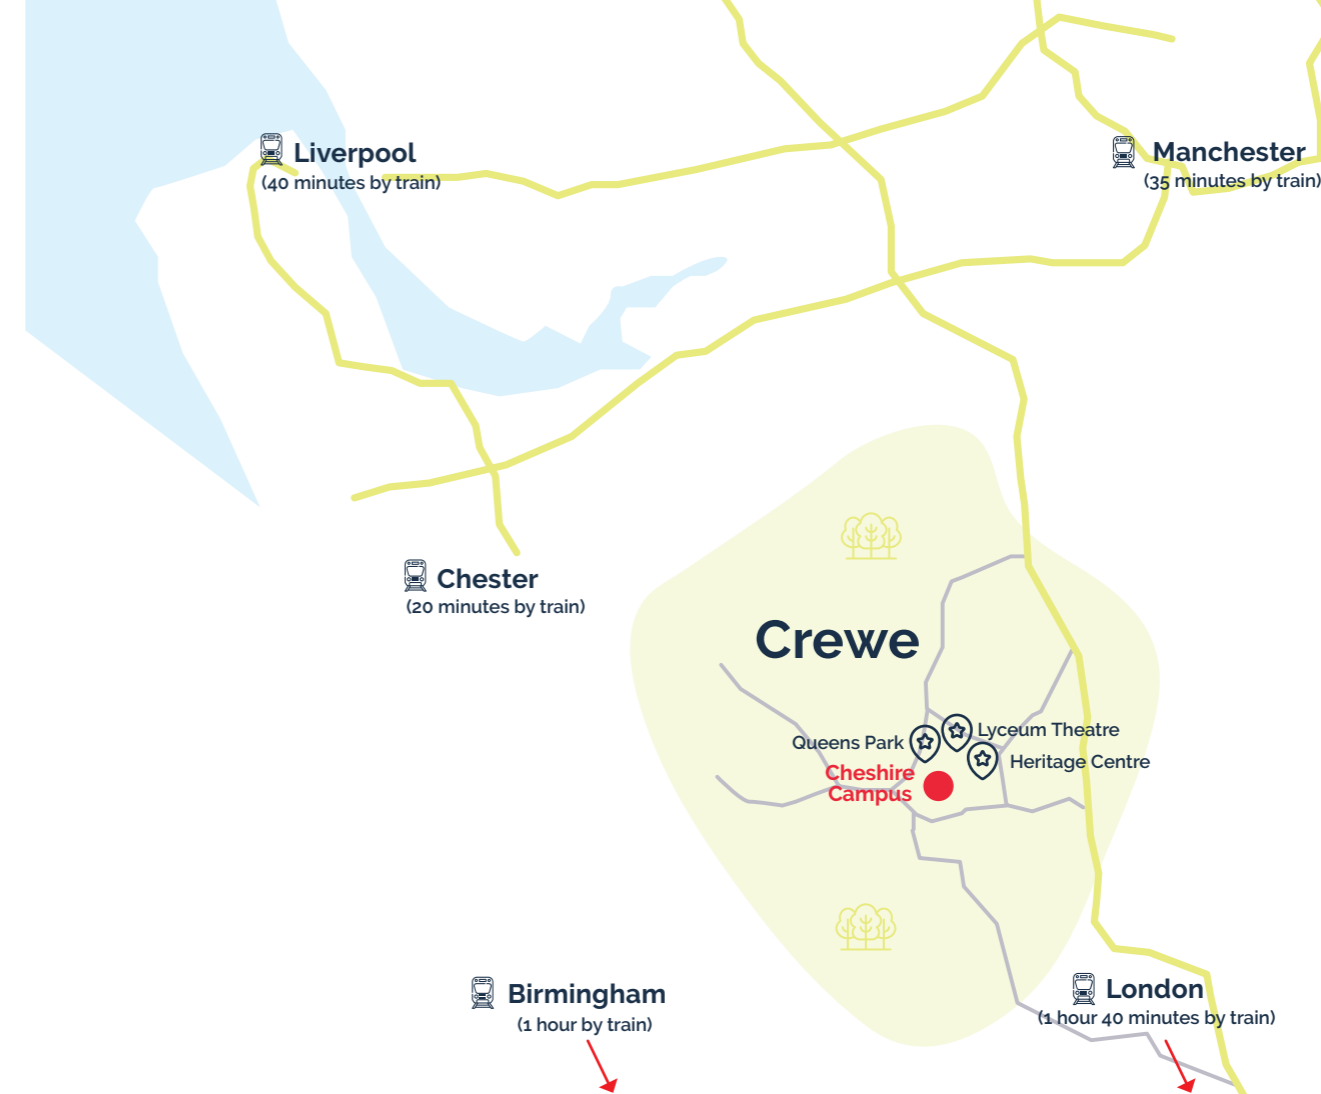 Liverpool
(40 minutes by train)
Manchester
(35 minutes by train)
Chester
(20 minutes by train)
Crewe
Lyceum Theatre
Queens Park
Heritage Centre
Cheshire
Campus
Birmingham
(1 hour by train)
London
(1 hour 40 minutes by train)